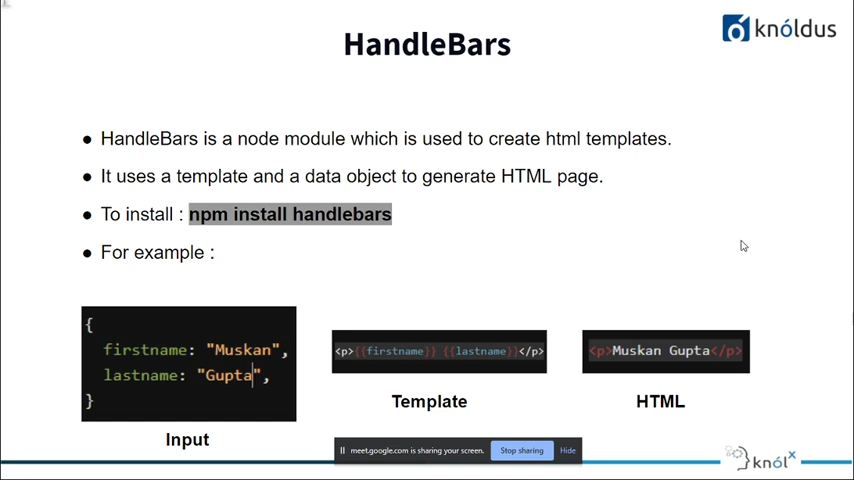 HandleBars
knóldus
● HandleBars is a node module which is used to create html templates.
● It uses a template and a data object to generate HTML page.
● To install : npm install handlebars
● For example :
{
firstname: "Muskan",
lastname: "Gupta",
}
Input
<p>{{firstname}} {{lastname}}</p>
Template
<p>Muskan Gupta</p>
HTML
meet.google.com is sharing your screen.
Stop sharing
Hide
knólx